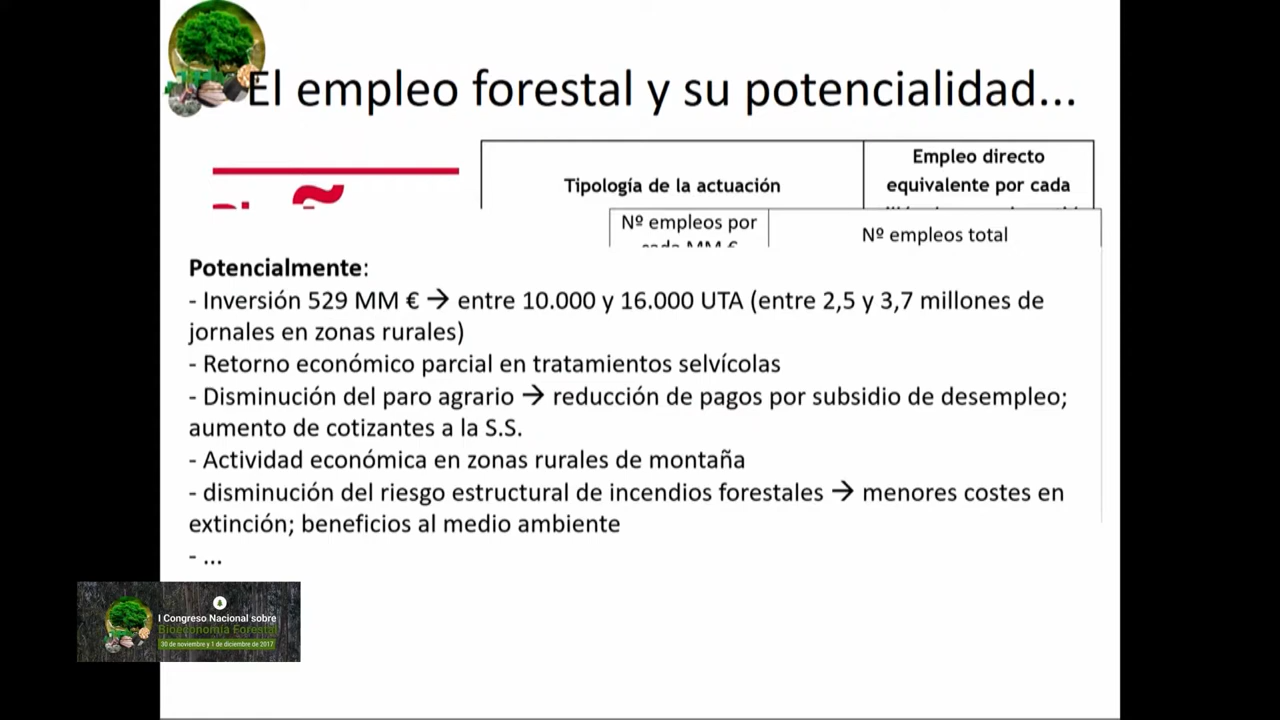 El empleo forestal y su potencialidad...
Tipología de la actuación
Empleo directo
equivalente por cada
Nº empleos por
cada MM €
Nº empleos total
Potencialmente:
- Inversión 529 MM € → entre 10.000 y 16.000 UTA (entre 2,5 y 3,7 millones de
jornales en zonas rurales)
- Retorno económico parcial en tratamientos selvícolas
- Disminución del paro agrario → reducción de pagos por subsidio de desempleo;
aumento de cotizantes a la S.S.
- Actividad económica en zonas rurales de montaña
- disminución del riesgo estructural de incendios forestales → menores costes en
extinción; beneficios al medio ambiente
- ...
I Congreso Nacional sobre
Bioeconomía Forestal
30 de noviembre y 1 de diciembre de 2017